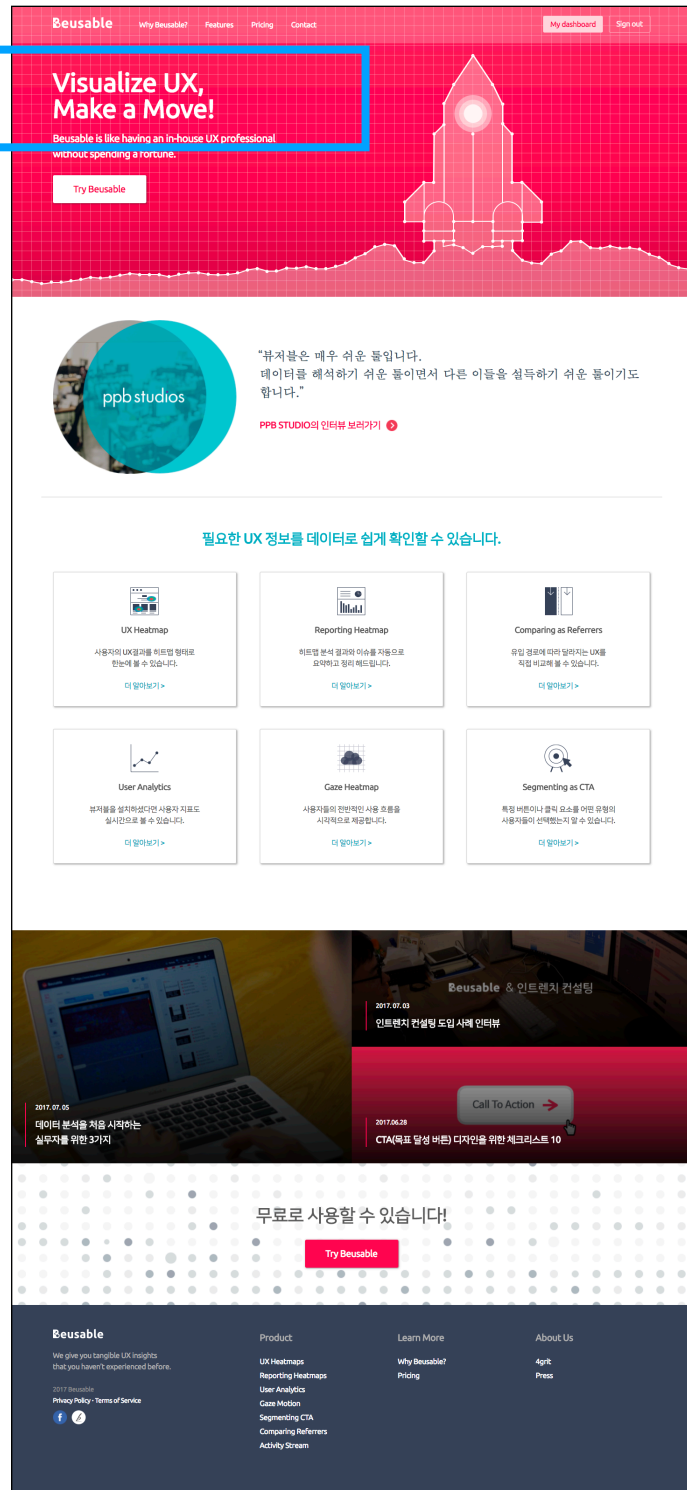 Beusable
Why Beusable?
Features
Pricing
Contact
My dashboard
Sign out
Visualize UX,
Make a Move!
Beusable is like having an in-house UX professional
without spending a fortune.
Try Beusable
ppb studios
“뷰저블은 매우 쉬운 툴입니다.
데이터를 해석하기 쉬운 툴이면서 다른 이들을 설득하기 쉬운 툴이기도
합니다.”
PPB STUDIO의 인터뷰 보러가기
필요한 UX 정보를 데이터로 쉽게 확인할 수 있습니다.
UX Heatmap
사용자의 UX결과를 히트맵 형태로
한눈에 볼 수 있습니다.
더 알아보기 >
Reporting Heatmap
히트맵 분석 결과와 이슈를 자동으로
요약하고 정리 해드립니다.
더 알아보기 >
Comparing as Referrers
유입 경로에 따라 달라지는 UX를
직접 비교해 볼 수 있습니다.
더 알아보기 >
User Analytics
뷰저블을 설치하셨다면 사용자 지표도
실시간으로 볼 수 있습니다.
더 알아보기 >
Gaze Heatmap
사용자들의 전반적인 사용 흐름을
시각적으로 제공합니다.
더 알아보기 >
Segmenting as CTA
특정 버튼이나 클릭 요소를 어떤 유형의
사용자들이 선택했는지 알 수 있습니다.
더 알아보기 >
2017. 07. 05
데이터 분석을 처음 시작하는
실무자를 위한 3가지
Beusable & 인트렌치 컨설팅
2017. 07. 03
인트렌치 컨설팅 도입 사례 인터뷰
Call To Action
2017.06.28
CTA(목표 달성 버튼) 디자인을 위한 체크리스트 10
무료로 사용할 수 있습니다!
Try Beusable
Beusable
We give you tangible UX insights
that you haven't experienced before.
2017 Beusable
Privacy Policy - Terms of Service
Product
UX Heatmaps
Reporting Heatmaps
User Analytics
Gaze Motion
Segmenting CTA
Comparing Referrers
Activity Stream
Learn More
Why Beusable?
Pricing
About Us
4grit
Press